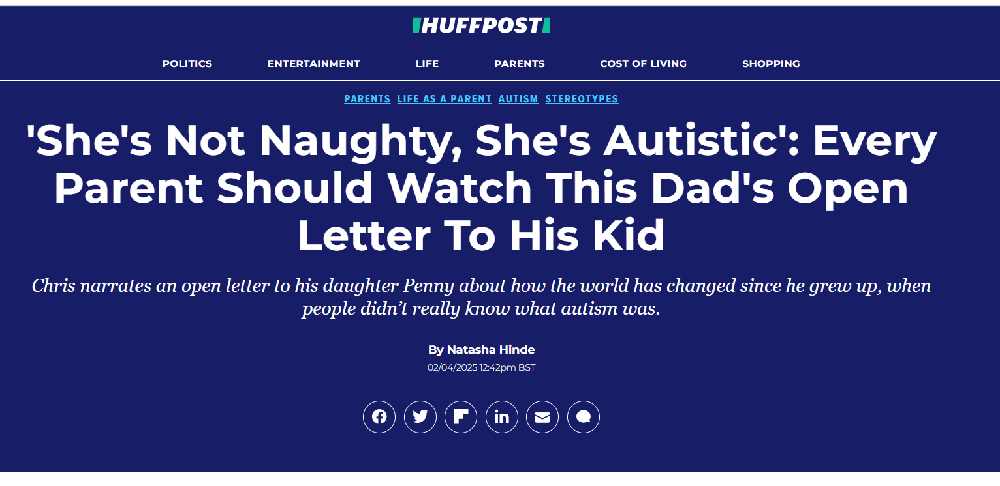 HUFFPOST
POLITICS ENTERTAINMENT LIFE PARENTS COST OF LIVING SHOPPING
PARENTS LIFE AS A PARENT AUTISM STEREOTYPES
'She's Not Naughty, She's Autistic': Every
Parent Should Watch This Dad's Open
Letter To His Kid
Chris narrates an open letter to his daughter Penny about how the world has changed since he grew up, when
people didn’t really know what autism was.
By Natasha Hinde
02/04/2025 12:42pm BST